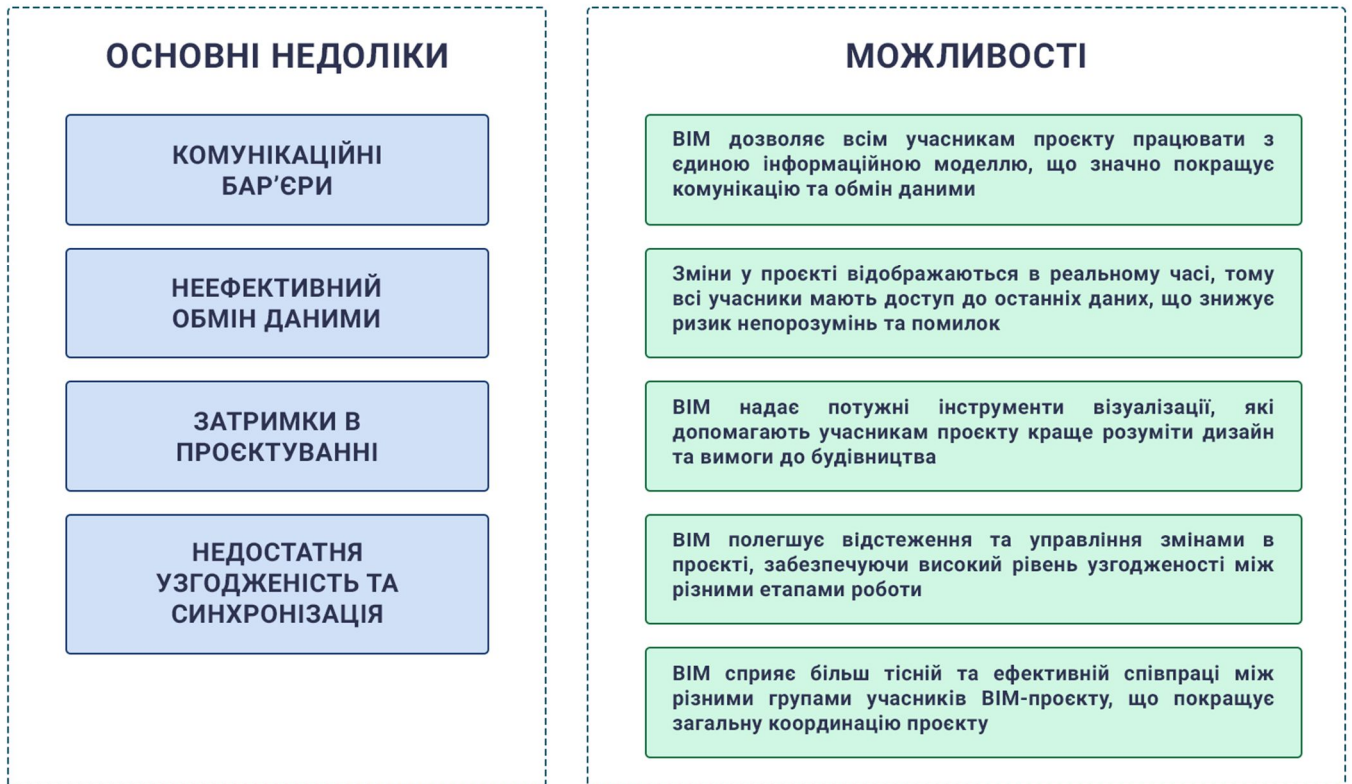 ОСНОВНІ НЕДОЛІКИ
КОМУНІКАЦІЙНІ
БАР’ЄРИ
НЕЕФЕКТИВНИЙ
ОБМІН ДАНИМИ
ЗАТРИМКИ В
ПРОЄКТУВАННІ
НЕДОСТАТНЯ
УЗГОДЖЕНІСТЬ ТА
СИНХРОНІЗАЦІЯ
МОЖЛИВОСТІ
BIM дозволяє всім учасникам проєкту працювати з
єдиною інформаційною моделлю, що значно покращує
комунікацію та обмін даними
Зміни у проєкті відображаються в реальному часі, тому
всі учасники мають доступ до останніх даних, що знижує
ризик непорозумінь та помилок
BIM надає потужні інструменти візуалізації, які
допомагають учасникам проєкту краще розуміти дизайн
та вимоги до будівництва
BIM полегшує відстеження та управління змінами в
проєкті, забезпечуючи високий рівень узгодженості між
різними етапами роботи
BIM сприяє більш тісній та ефективній співпраці між
різними групами учасників BIM-проєкту, що покращує
загальну координацію проєкту